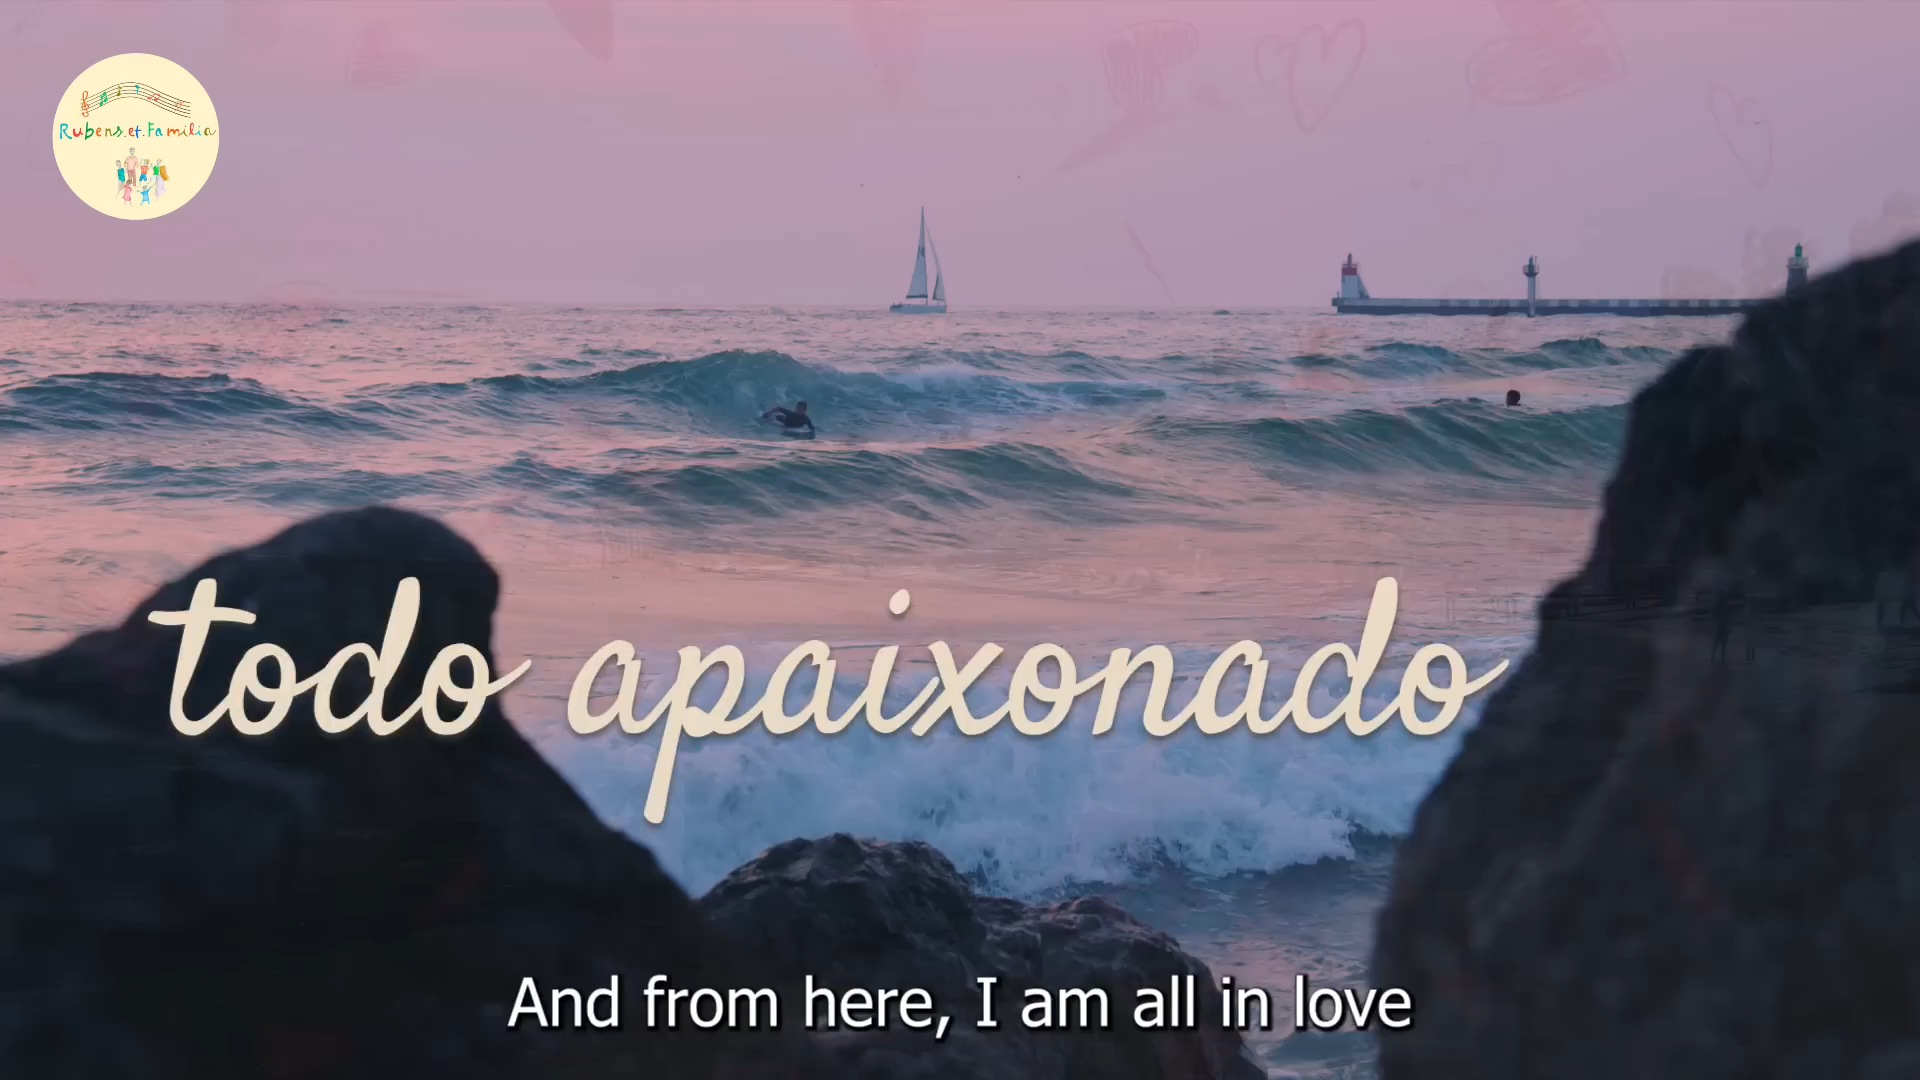 Rubens.et.Familia
todo apaixonado
And from here, I am all in love